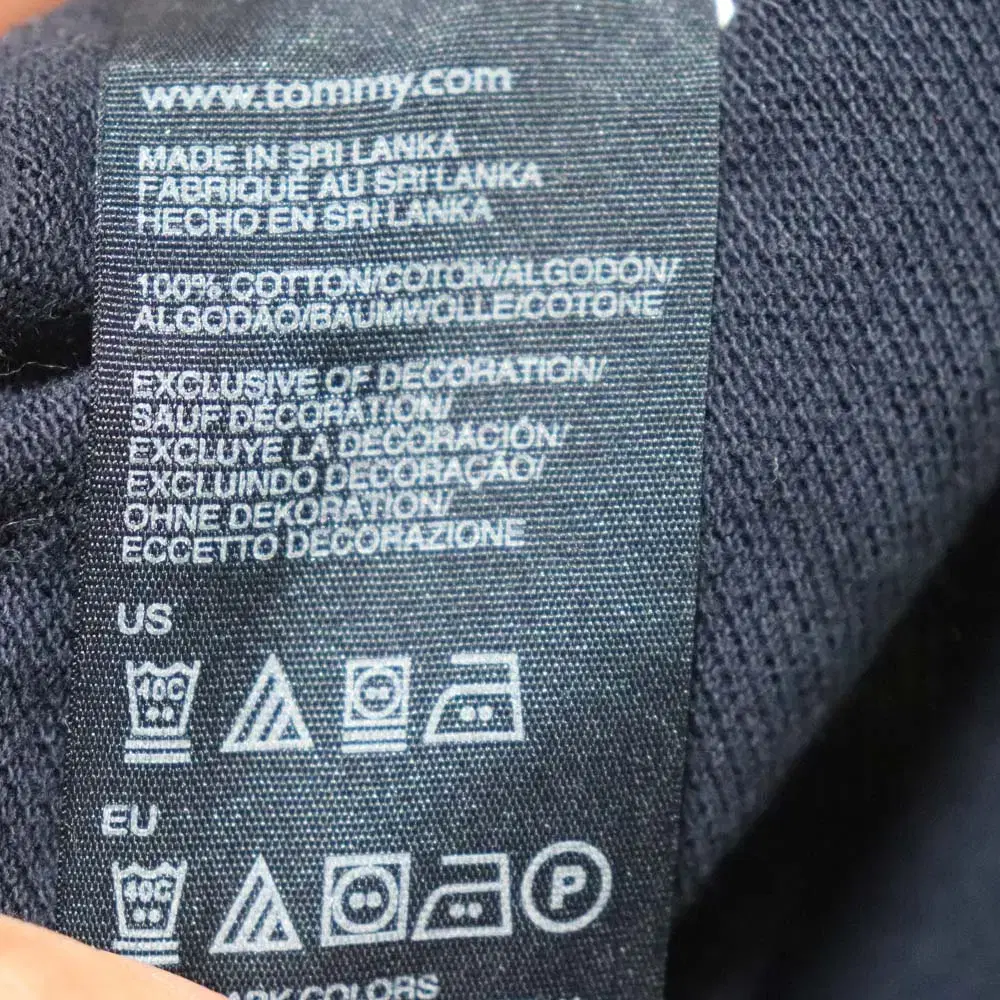 www.tommy.com
MADE IN SRI LANKA
FABRIQUÉ AU SRI LANKA
HECHO EN SRI LANKA
100% COTTON/COTON/ALGODÓN/
ALGODÃO/BAUMWOLLE/COTONE
EXCLUSIVE OF DECORATION/
SAUF DÉCORATION/
EXCLUYE LA DECORACIÓN/
EXCLUINDO DECORAÇÃO/
OHNE DEKORATION/
ECCETTO DECORAZIONE
US
40C
EU
40C P
COLORS